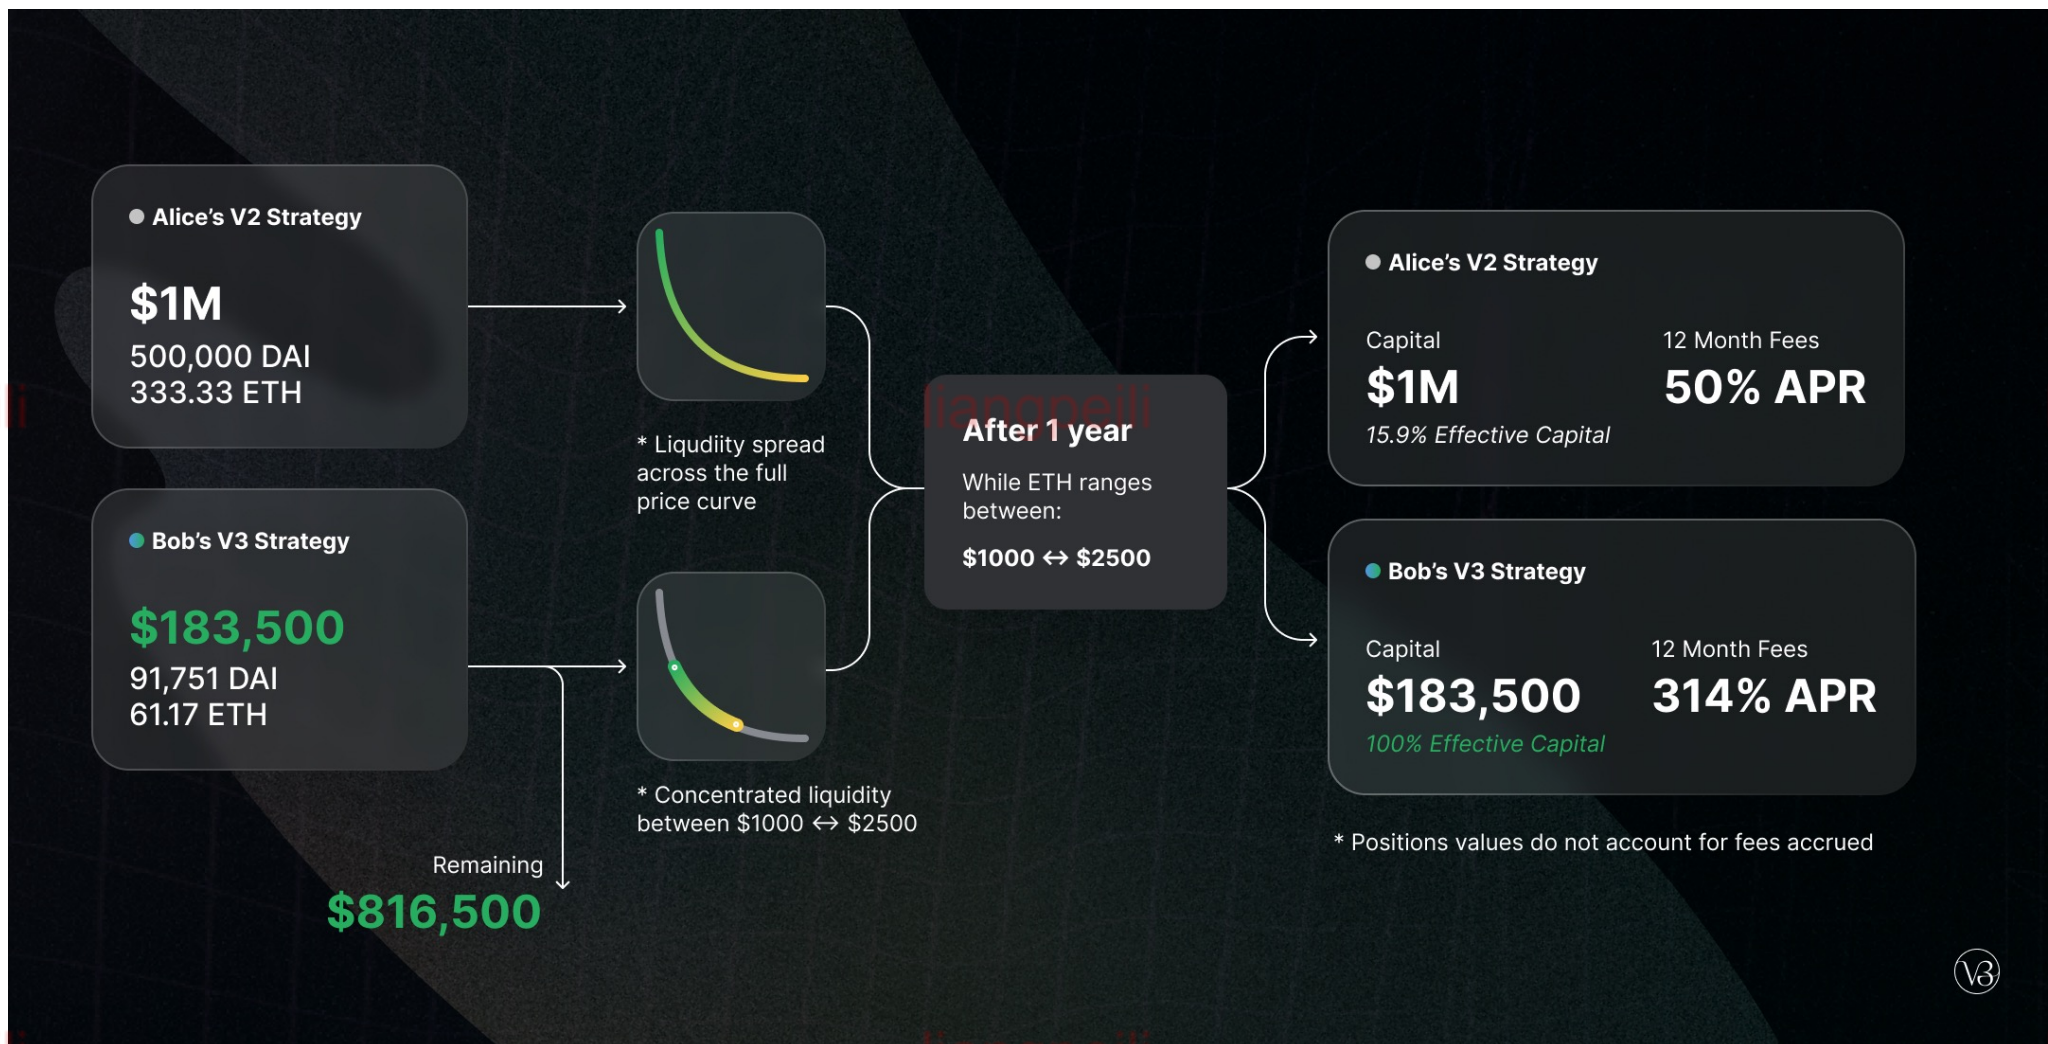 Alice’s V2 Strategy
$1M
500,000 DAI
333.33 ETH
Bob’s V3 Strategy
$183,500
91,751 DAI
61.17 ETH
Remaining
$816,500
* Liqudiity spread
across the full
price curve
* Concentrated liquidity
between $1000 ↔ $2500
liangpeili
After 1 year
While ETH ranges
between:
$1000 ↔ $2500
Alice’s V2 Strategy
Capital
12 Month Fees
$1M
50% APR
15.9% Effective Capital
Bob’s V3 Strategy
Capital
12 Month Fees
$183,500
314% APR
100% Effective Capital
* Positions values do not account for fees accrued
V3
li